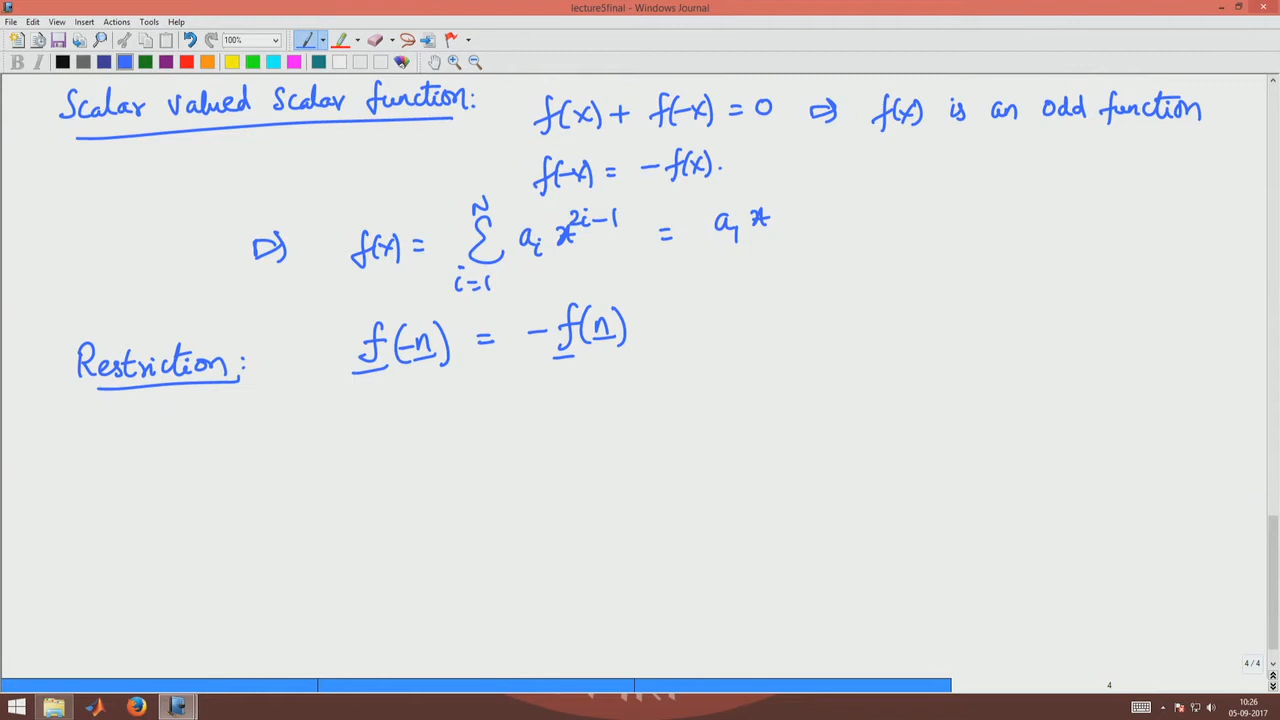 lecture5final - Windows Journal
File Edit View Insert Actions Tools Help
100%
B I
Scalar valued Scalar function: f(x) + f(-x) = 0 ⇒ f(x) is an odd function
f(-x) = -f(x).
⇒ f(x) = \sum_{i=1}^{N} a_i x^{2i-1} = a_1 x
Restriction: f(-n) = -f(n)
4/4
4
10:26
05-09-2017